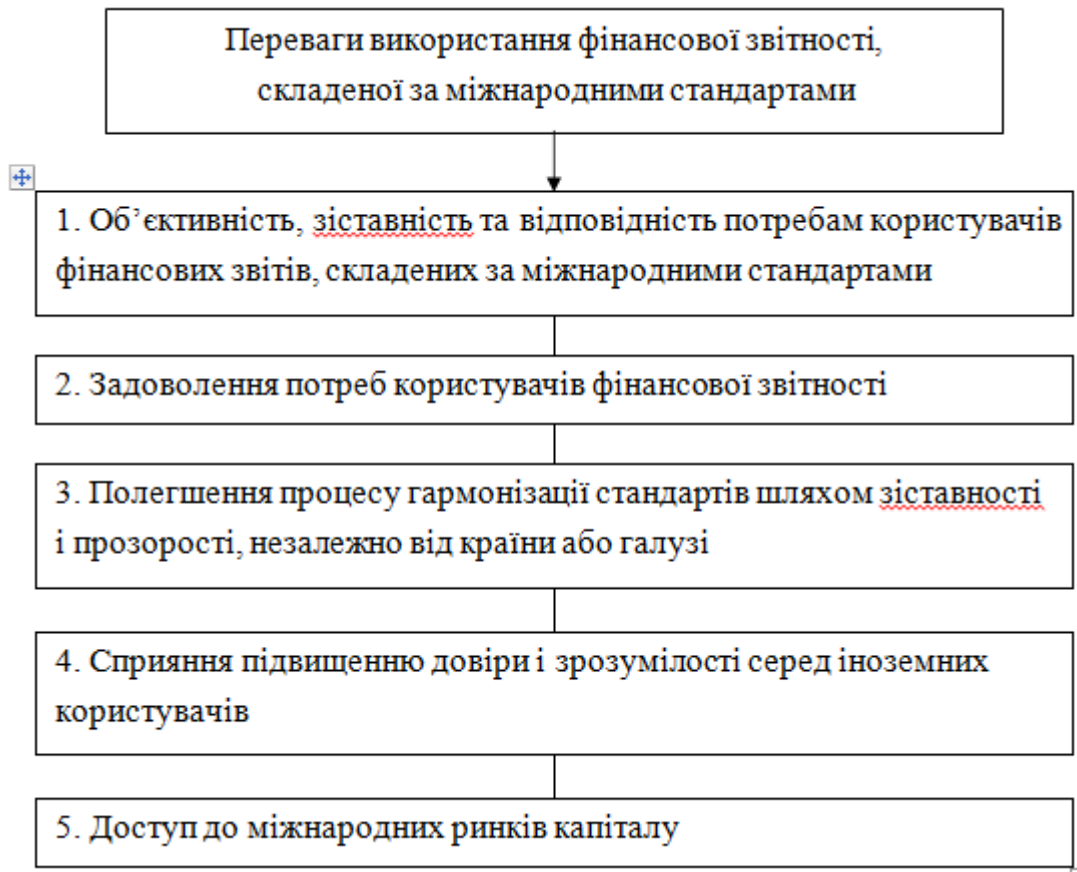 Переваги використання фінансової звітності,
складеної за міжнародними стандартами
1. Об’єктивність, зіставність та відповідність потребам користувачів
фінансових звітів, складених за міжнародними стандартами
2. Задоволення потреб користувачів фінансової звітності
3. Полегшення процесу гармонізації стандартів шляхом зіставності
і прозорості, незалежно від країни або галузі
4. Сприяння підвищенню довіри і зрозумілості серед іноземних
користувачів
5. Доступ до міжнародних ринків капіталу